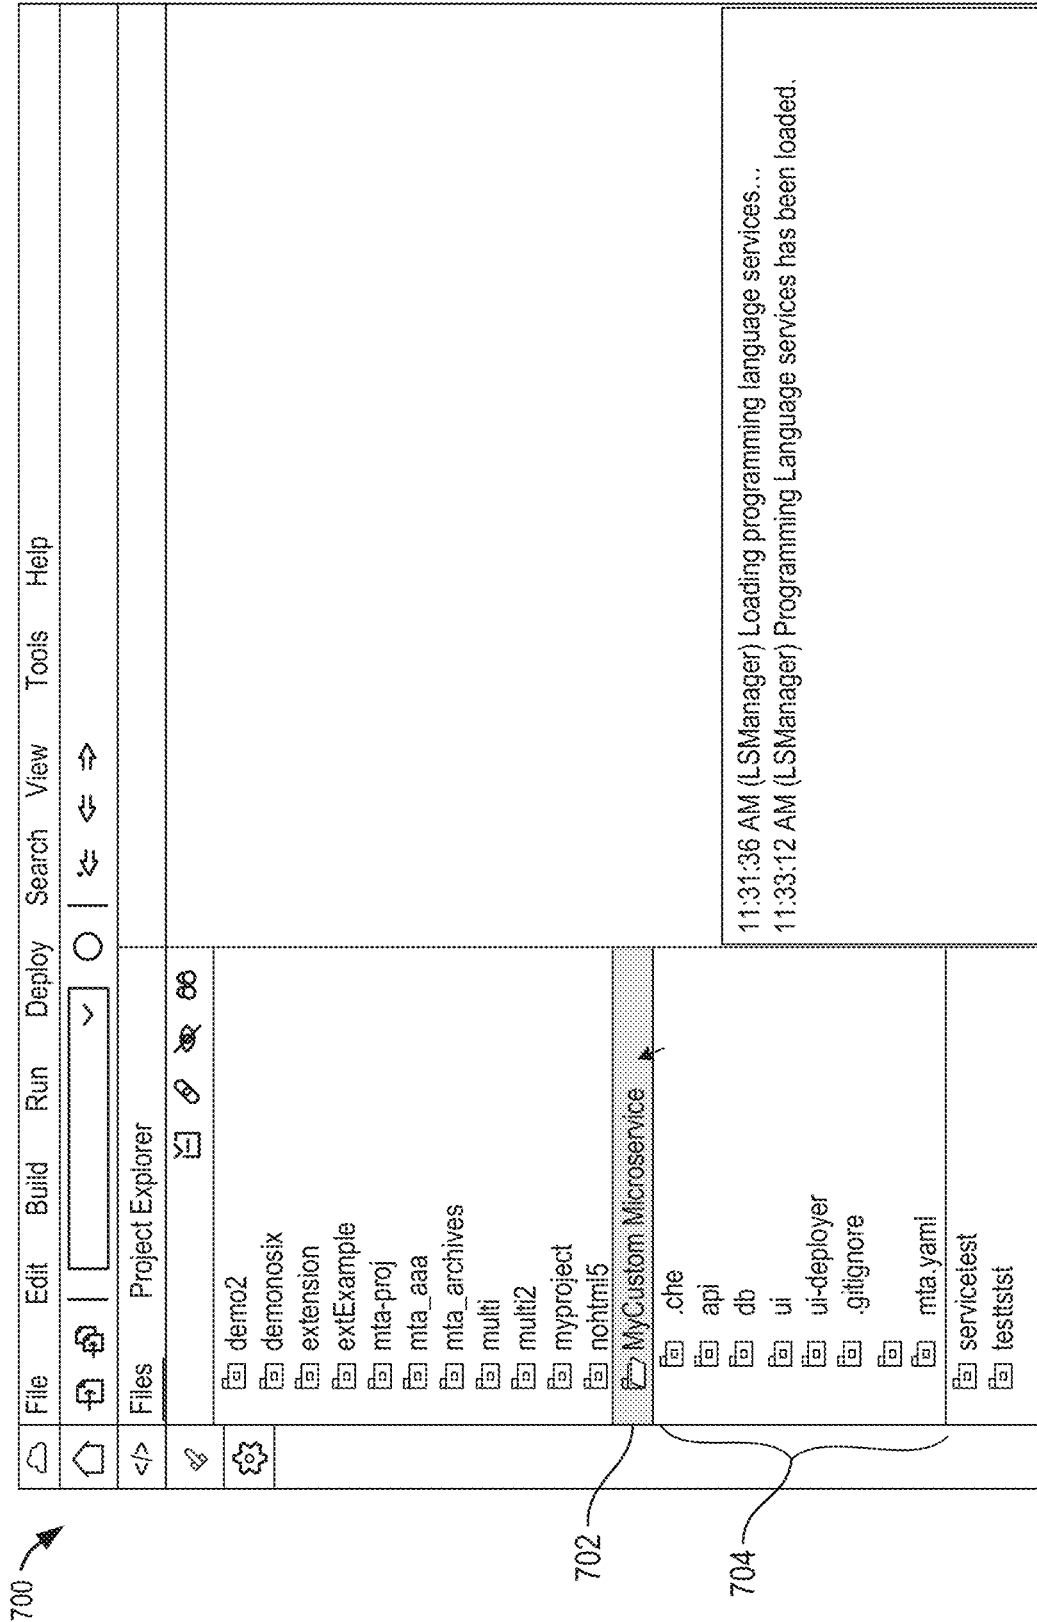 700
File Edit Build Run Deploy Search View Tools Help
</> Files Project Explorer
demo2
demonosix
extension
extExample
mta-proj
mta_aaa
mta_archives
multi
multi2
myproject
nohtml5
702
MyCustom Microservice
704
.che
api
db
ui
ui-deployer
.gitignore
mta.yaml
servicetest
testtstst
11:31:36 AM (LSManager) Loading programming language services...
11:33:12 AM (LSManager) Programming Language services has been loaded.